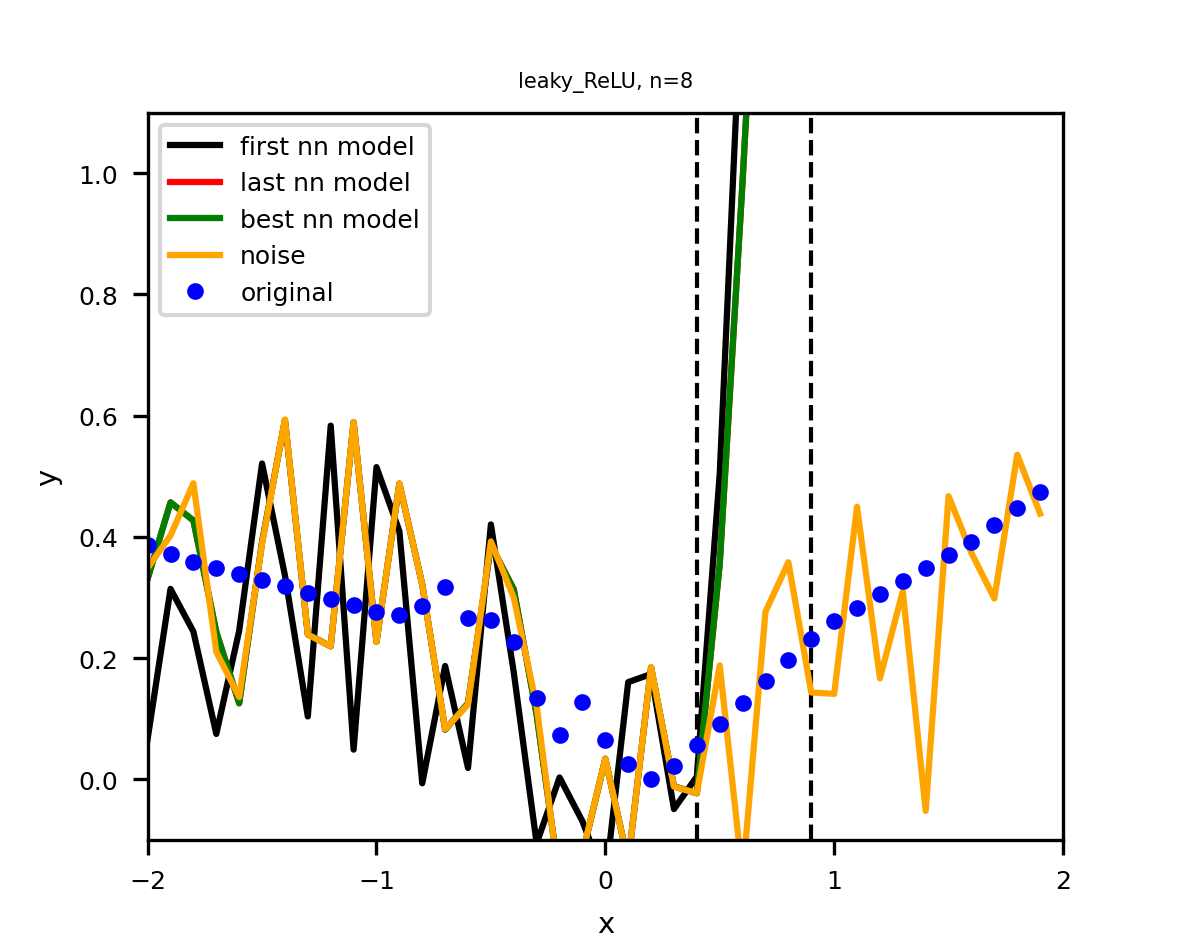 leaky_ReLU, n=8
first nn model
last nn model
best nn model
noise
original
1.0
0.8
0.6
0.4
0.2
0.0
y
−2
−1
0
1
2
x